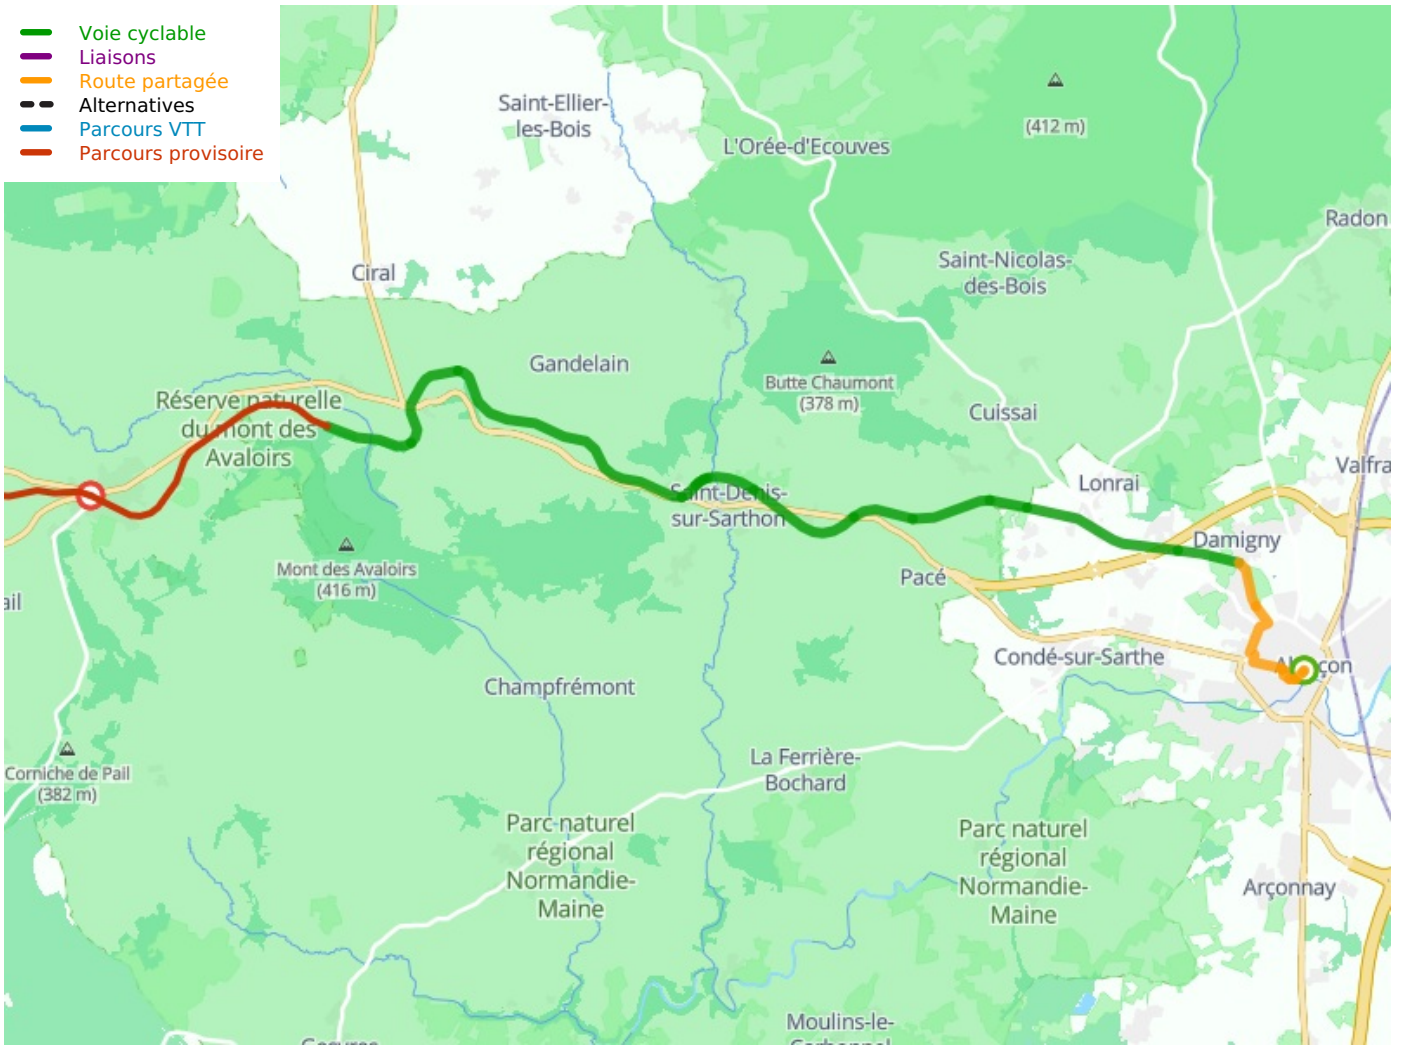 Voie cyclable
Liaisons
Route partagée
Alternatives
Parcours VTT
Parcours provisoire
Saint-Ellier-
les-Bois
L'Orée-d'Ecouves
(412 m)
Radon
Ciral
Saint-Nicolas-
des-Bois
Gandelain
Butte Chaumont
(378 m)
Réserve naturelle
du mont des
Avaloirs
Cuissai
Valfra
Lonrai
Saint-Denis-
sur-Sarthon
Damigny
Mont des Avaloirs
(416 m)
Pacé
ail
Condé-sur-Sarthe
Champfrémont
La Ferrière-
Bochard
Corniche de Pail
(382 m)
Parc naturel
régional
Normandie-
Maine
Parc naturel
régional
Normandie-
Maine
Arçonnay
Moulins-le-